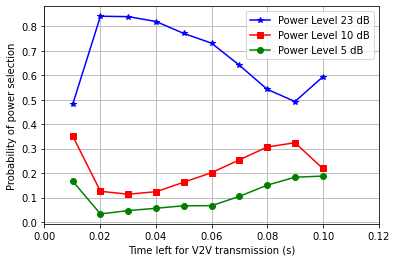 Power Level 23 dB
Power Level 10 dB
Power Level 5 dB
Probability of power selection
0.8
0.7
0.6
0.5
0.4
0.3
0.2
0.1
0.0
0.00 0.02 0.04 0.06 0.08 0.10 0.12
Time left for V2V transmission (s)